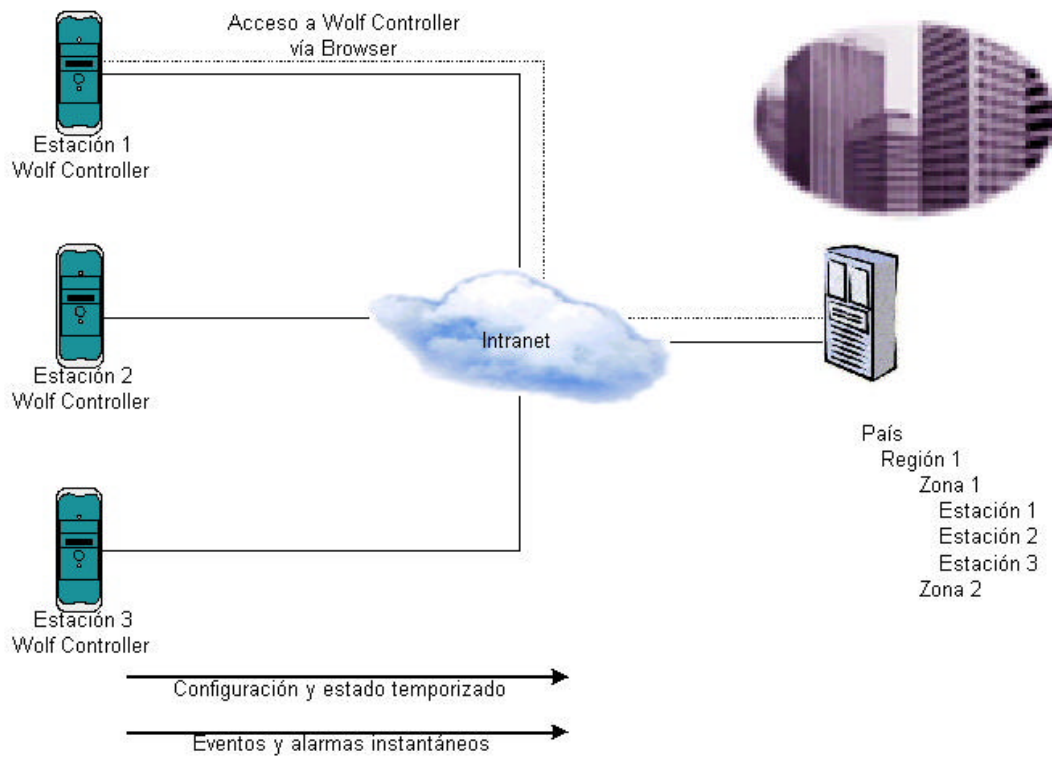 Acceso a Wolf Controller
vía Browser
Estación 1
Wolf Controller
Estación 2
Wolf Controller
Intranet
País
Región 1
Zona 1
Estación 1
Estación 2
Estación 3
Zona 2
Estación 3
Wolf Controller
Configuración y estado temporizado
Eventos y alarmas instantáneos